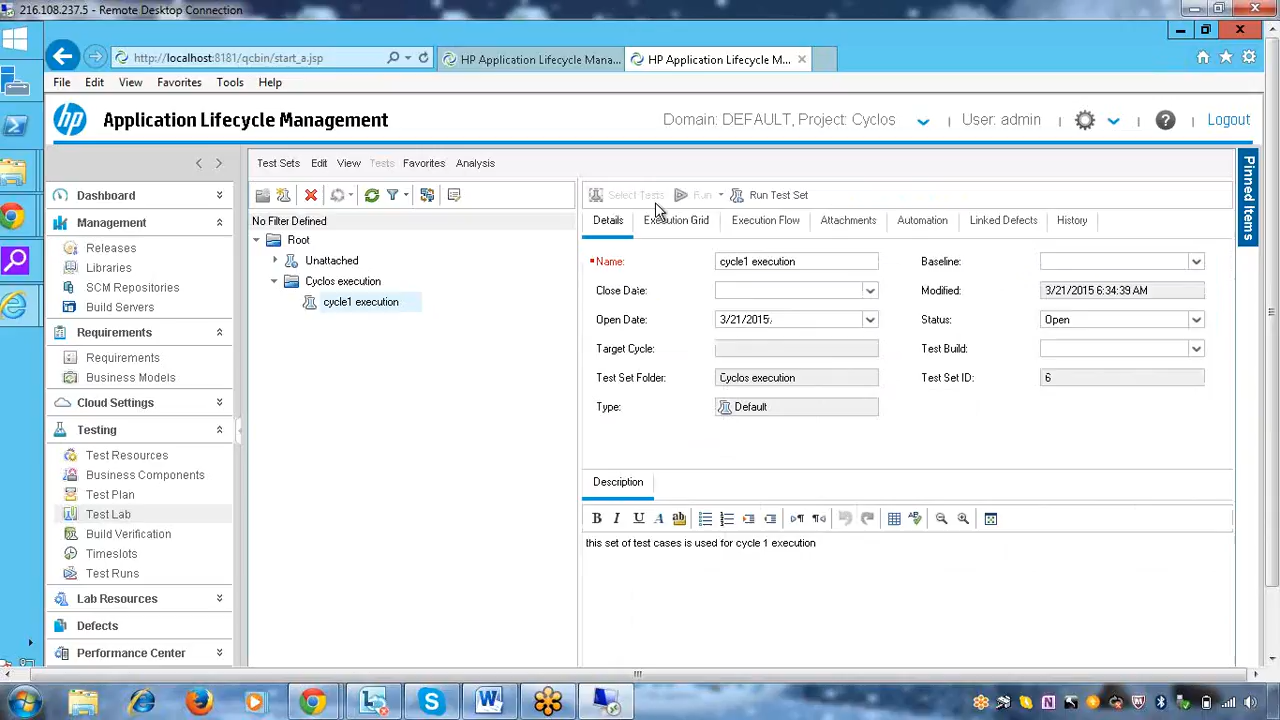 216.108.237.5 - Remote Desktop Connection
http://localhost:8181/qcbin/start_a.jsp
HP Application Lifecycle Mana...
HP Application Lifecycle M...
File Edit View Favorites Tools Help
hp Application Lifecycle Management
Domain: DEFAULT, Project: Cyclos
User: admin
Logout
Pinned Items
Dashboard
Management
Releases
Libraries
SCM Repositories
Build Servers
Requirements
Requirements
Business Models
Cloud Settings
Testing
Test Resources
Business Components
Test Plan
Test Lab
Build Verification
Timeslots
Test Runs
Lab Resources
Defects
Performance Center
Test Sets Edit View Tests Favorites Analysis
No Filter Defined
Root
Unattached
Cyclos execution
cycle1 execution
Select Tests Run Run Test Set
Details Execution Grid Execution Flow Attachments Automation Linked Defects History
Name: cycle1 execution Baseline:
Close Date: Modified: 3/21/2015 6:34:39 AM
Open Date: 3/21/2015 Status: Open
Target Cycle: Test Build:
Test Set Folder: Cyclos execution Test Set ID: 6
Type: Default
Description
B I U A ab
this set of test cases is used for cycle 1 execution